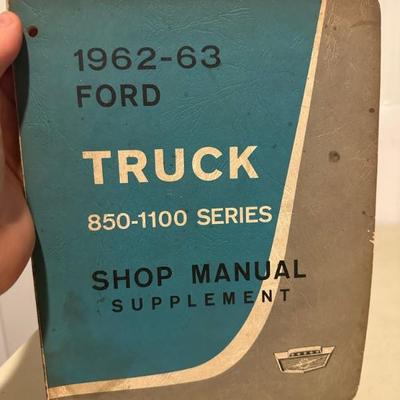 1962-63
FORD
TRUCK
850-1100 SERIES
SHOP MANUAL
SUPPLEMENT